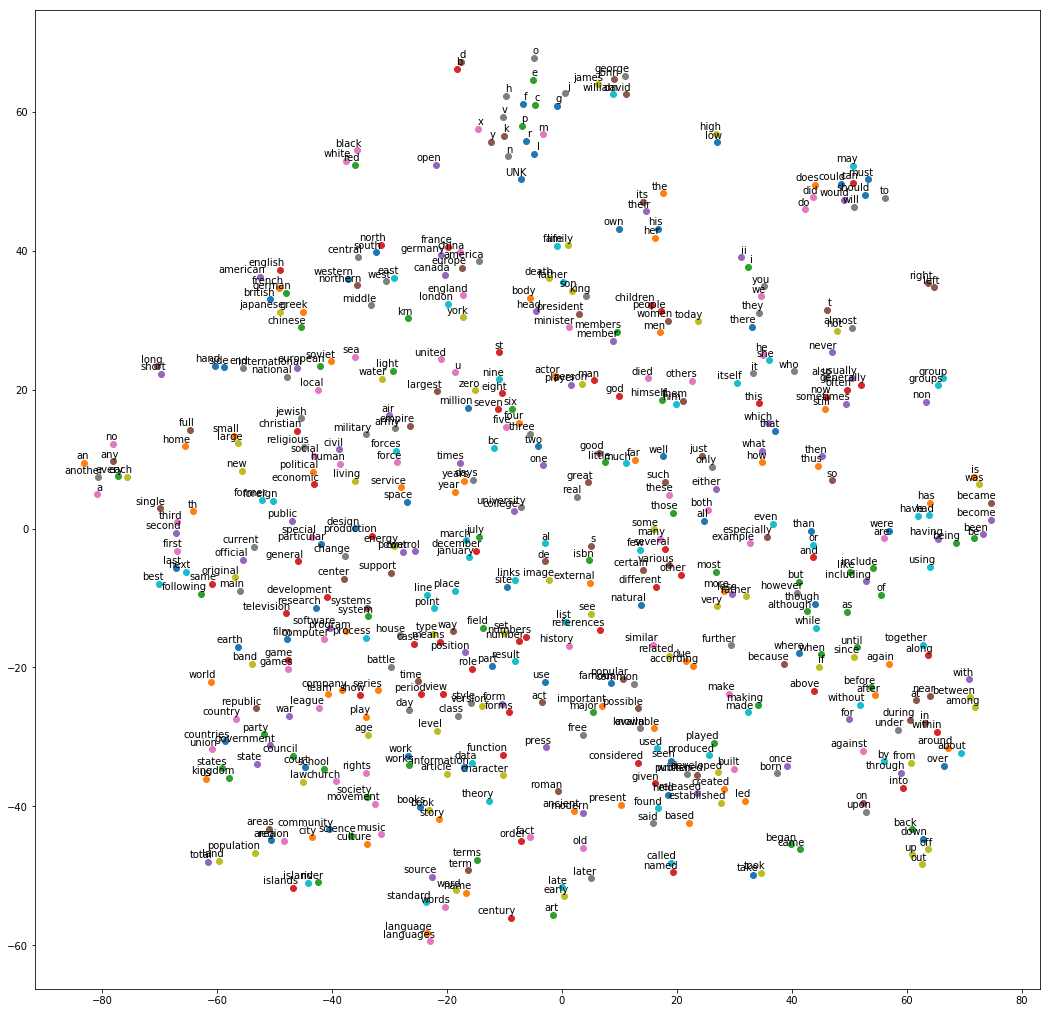 d
b
o
e
h
j
f
c
g
v
p
x
k
m
y
r
n
l
UNK
george
john
james
william
david
high
low
black
white
red
open
may
can
must
does
could
did
would
should
to
do
will
the
its
their
own
his
her
north
south
central
france
china
germany
america
europe
canada
life
family
ii
i
english
american
french
german
british
japanese
greek
chinese
western
northern
west
east
middle
england
london
york
km
death
father
son
king
body
head
president
minister
members
member
children
people
women
men
today
you
we
they
there
right
left
t
not
almost
never
he
she
it
who
long
short
hand
side
end
international
national
european
soviet
sea
local
light
water
united
u
st
nine
zero
eight
largest
million
seven
six
four
five
three
two
one
bc
actor
person
player
man
god
died
others
himself
them
him
itself
this
which
that
also
usually
generally
often
now
sometimes
still
group
groups
non
jewish
christian
religious
social
air
empire
army
military
civil
human
forces
force
full
home
small
large
no
any
an
another
every
each
a
new
political
economic
living
service
space
times
years
days
year
university
college
good
little
much
far
great
real
well
just
only
such
these
those
either
both
all
what
how
then
thus
so
is
was
became
become
has
have
had
were
are
been
be
being
having
former
foreign
single
th
third
second
public
design
production
special
particular
energy
power
control
change
first
last
next
best
following
same
current
official
original
main
general
center
support
july
march
december
january
al
de
s
isbn
links
image
site
external
some
many
few
several
certain
various
other
different
natural
most
more
very
especially
example
even
than
or
and
but
however
though
although
while
like
include
including
using
of
as
development
research
television
systems
system
software
program
computer
process
film
games
game
earth
band
line
place
point
type
way
means
case
position
field
set
numbers
number
result
role
part
list
references
see
history
similar
related
according
due
further
where
because
when
if
until
since
together
along
again
world
republic
country
company
team
show
series
league
play
battle
time
period
view
day
style
version
class
form
forms
level
age
use
act
popular
family
common
important
major
possible
make
making
made
above
before
after
without
for
with
near
at
between
among
during
under
in
within
around
about
over
countries
union
party
government
war
council
state
states
kingdom
us
court
school
law
church
rights
society
movement
work
works
information
data
article
function
character
theory
press
free
known
available
used
played
produced
considered
seen
given
developed
released
established
created
built
led
found
said
based
once
born
against
by
from
through
into
on
upon
roman
ancient
modern
present
books
book
story
areas
area
region
community
city
science
culture
music
population
land
total
islands
island
river
order
fact
old
terms
term
source
word
name
standard
words
century
late
early
later
art
called
named
began
came
take
took
back
down
off
up
out
language
languages
60
40
20
0
−20
−40
−60
−80
−60
−40
−20
0
20
40
60
80